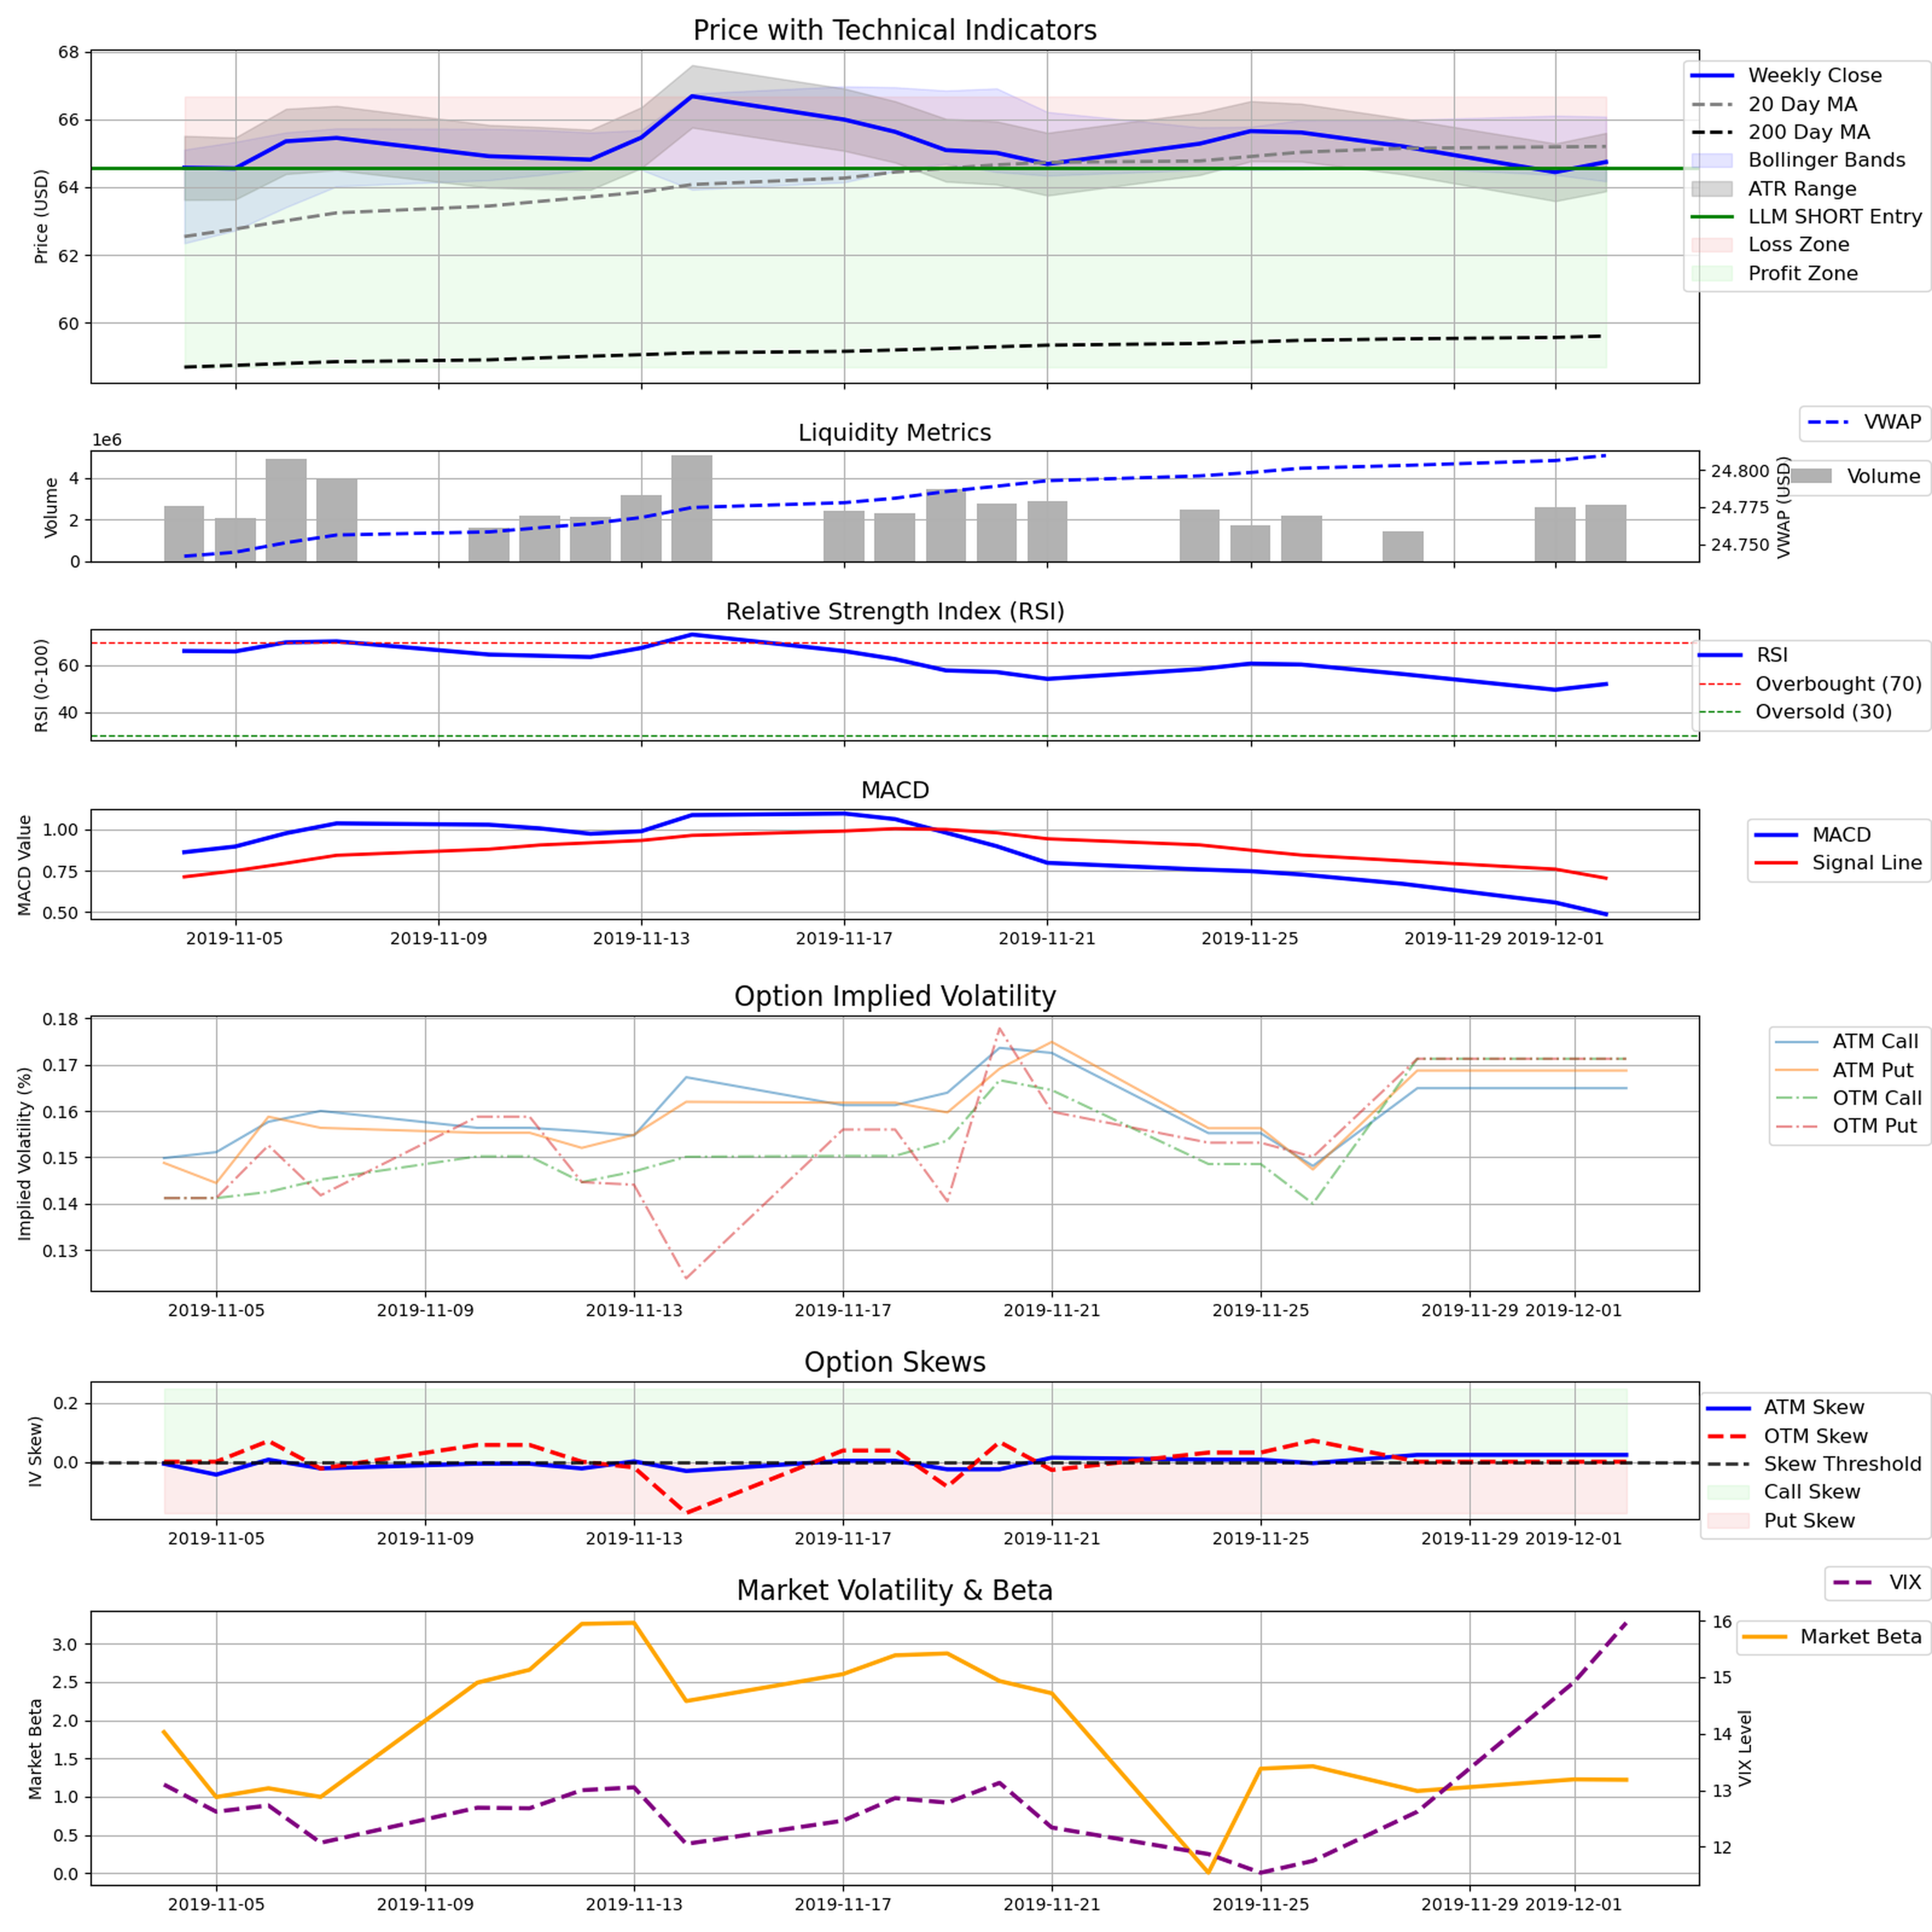 Price with Technical Indicators
68
66
64
62
60
Price (USD)
Weekly Close
20 Day MA
200 Day MA
Bollinger Bands
ATR Range
LLM SHORT Entry
Loss Zone
Profit Zone
Liquidity Metrics
1e6
4
2
0
Volume
24.800
24.775
24.750
VWAP (USD)
VWAP
Volume
Relative Strength Index (RSI)
60
40
RSI (0-100)
RSI
Overbought (70)
Oversold (30)
MACD
1.00
0.75
0.50
MACD Value
MACD
Signal Line
2019-11-05 2019-11-09 2019-11-13 2019-11-17 2019-11-21 2019-11-25 2019-11-29 2019-12-01
Option Implied Volatility
0.18
0.17
0.16
0.15
0.14
0.13
Implied Volatility (%)
ATM Call
ATM Put
OTM Call
OTM Put
2019-11-05 2019-11-09 2019-11-13 2019-11-17 2019-11-21 2019-11-25 2019-11-29 2019-12-01
Option Skews
0.2
0.0
IV Skew)
ATM Skew
OTM Skew
Skew Threshold
Call Skew
Put Skew
2019-11-05 2019-11-09 2019-11-13 2019-11-17 2019-11-21 2019-11-25 2019-11-29 2019-12-01
Market Volatility & Beta
3.0
2.5
2.0
1.5
1.0
0.5
0.0
Market Beta
16
15
14
13
12
VIX Level
VIX
Market Beta
2019-11-05 2019-11-09 2019-11-13 2019-11-17 2019-11-21 2019-11-25 2019-11-29 2019-12-01